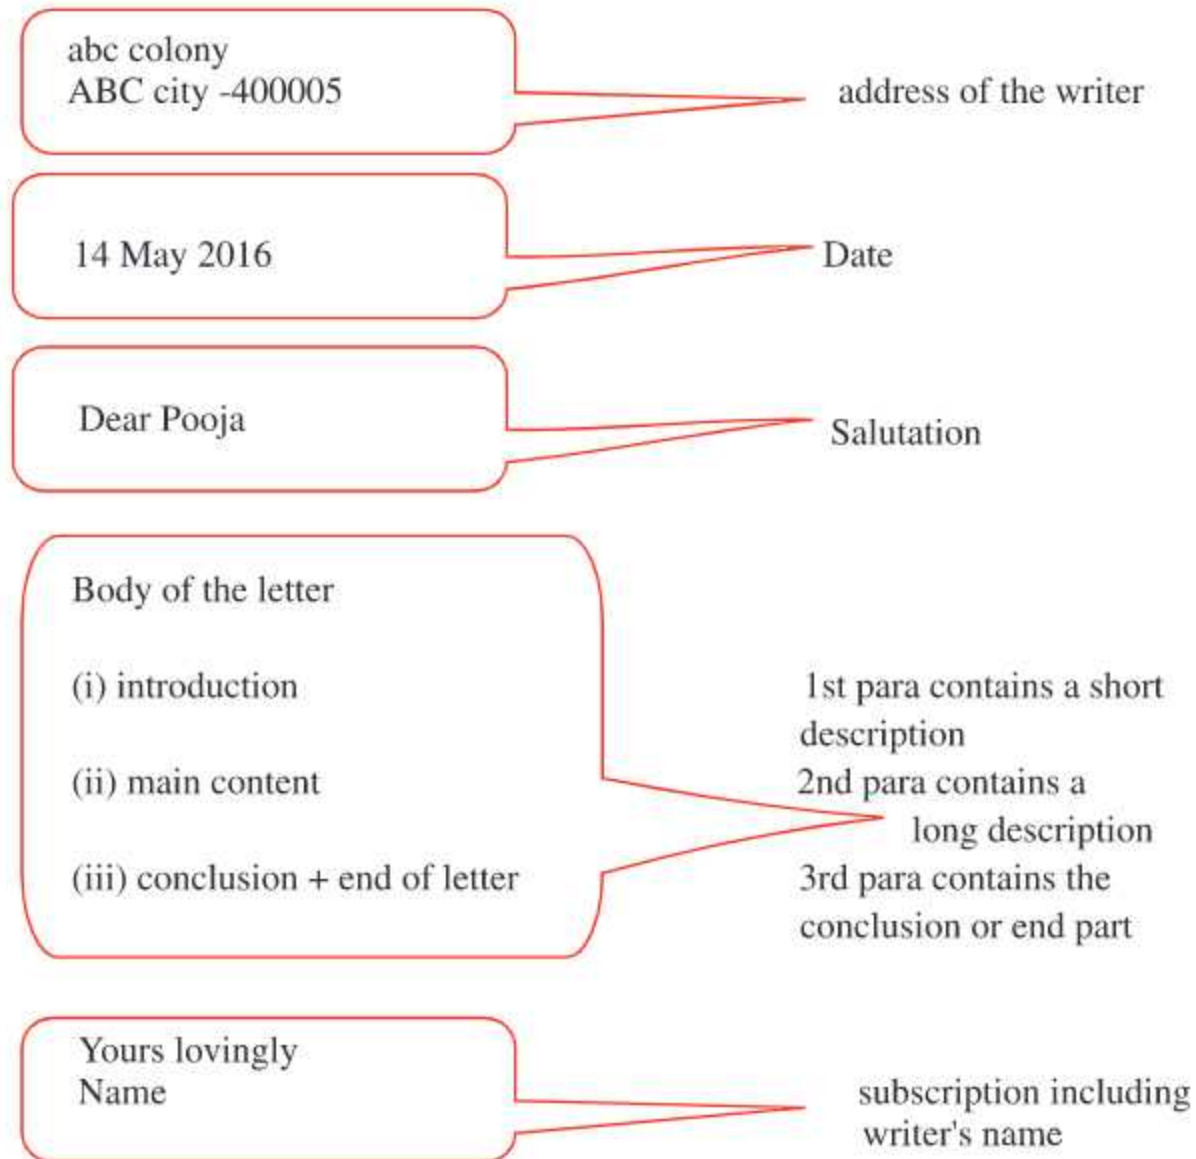 abc colony
ABC city -400005
address of the writer
14 May 2016
Date
Dear Pooja
Salutation
Body of the letter
(i) introduction
1st para contains a short
description
(ii) main content
2nd para contains a
long description
(iii) conclusion + end of letter
3rd para contains the
conclusion or end part
Yours lovingly
Name
subscription including
writer's name